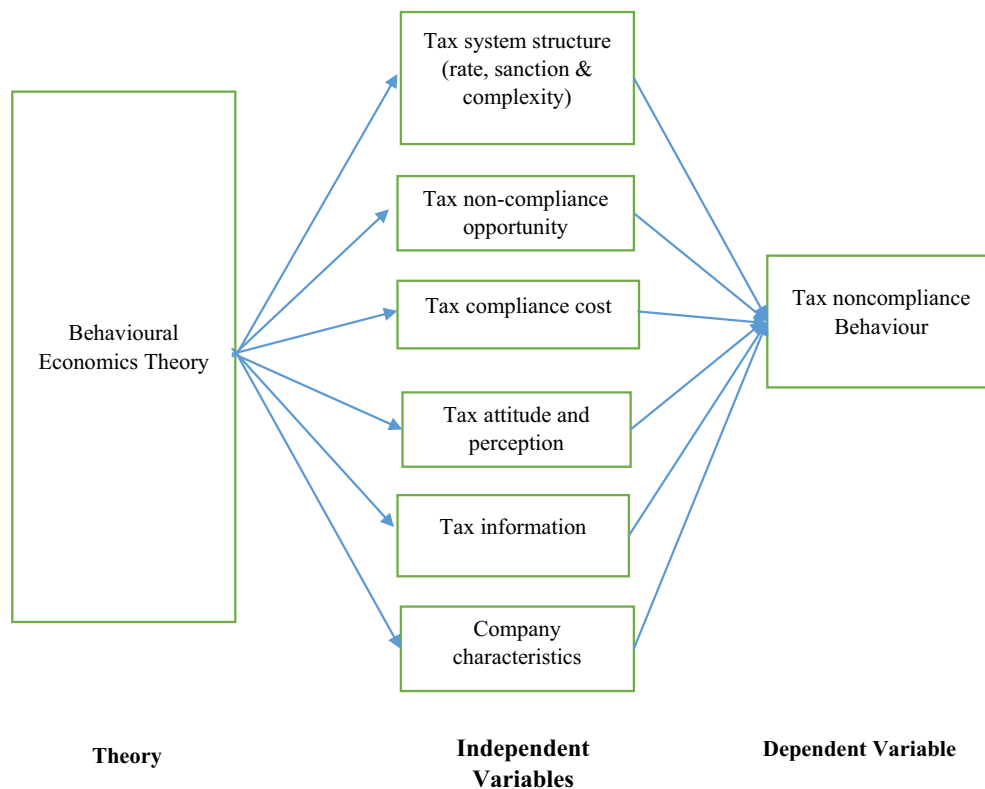 Behavioural
Economics Theory
Tax system structure
(rate, sanction &
complexity)
Tax non-compliance
opportunity
Tax compliance cost
Tax attitude and
perception
Tax information
Company
characteristics
Tax noncompliance
Behaviour
Theory
Independent
Variables
Dependent Variable